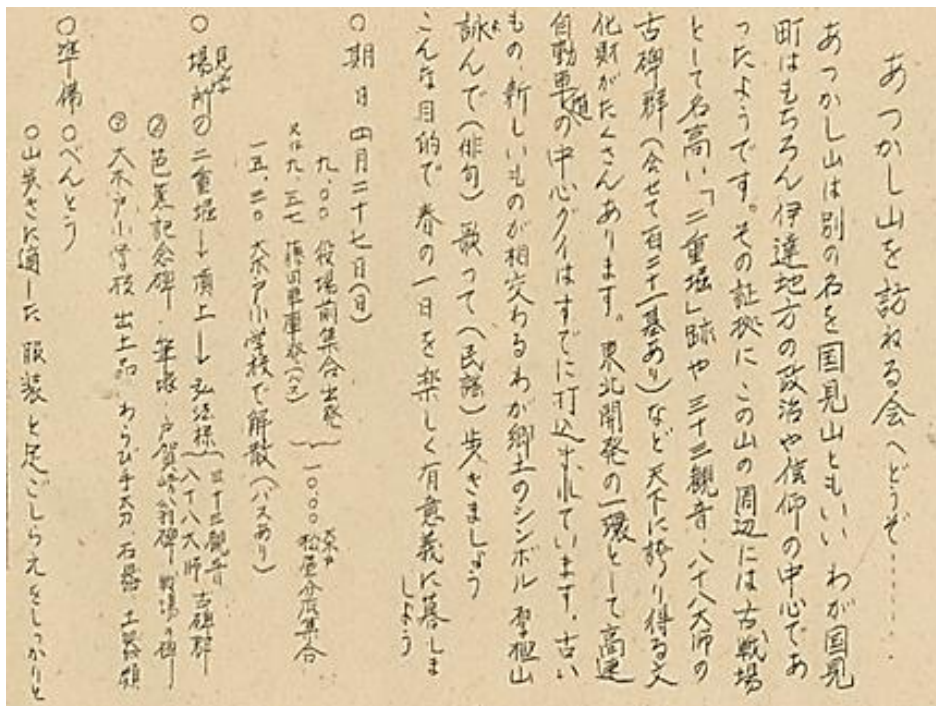 あつかし山を訪ねる会へどうぞ・・・・・・
あつかし山は別の名を国見山ともいい わが国見
町はもちろん伊達地方の政治や信仰の中心であ
ったようです。その証拠に この山の周辺には古戦場
として名高い「二重堀」跡や 三十三観音・八十八大師の
古碑群(含せて百二十一基あり)など天下に誇り得る文
化財がたくさんあります。東北開発の一環として高速
自動車道の中心グイはすでに打込まれています。古い
もの、新しいものが相交わるわが郷土のシンボル 厚樫山
詠んで(俳句) 歌って(民謡) 歩きましょう
こんな目的で 春の一日を楽しく有意義に暮しま
しょう
○期 日 四月二十七日(日)
九、〇〇 役場前集合出発
又は九、三七 藤田車庫発(バス)
一〇、〇〇 集合
一五、二〇 大木戸小学校で解散(バスあり)
○見学場所① 二重堀→頂上→弘法様 三十三観音 八十八大師 古碑群
② 芭蕉記念碑・筆塚・戸賀崎翁碑・戦場の碑
③ 大木戸小学校 出土品 わらび手太刀・石器 土器類
○準備 ○べんとう
○山歩きに適した服装と足ごしらえをしっかりと